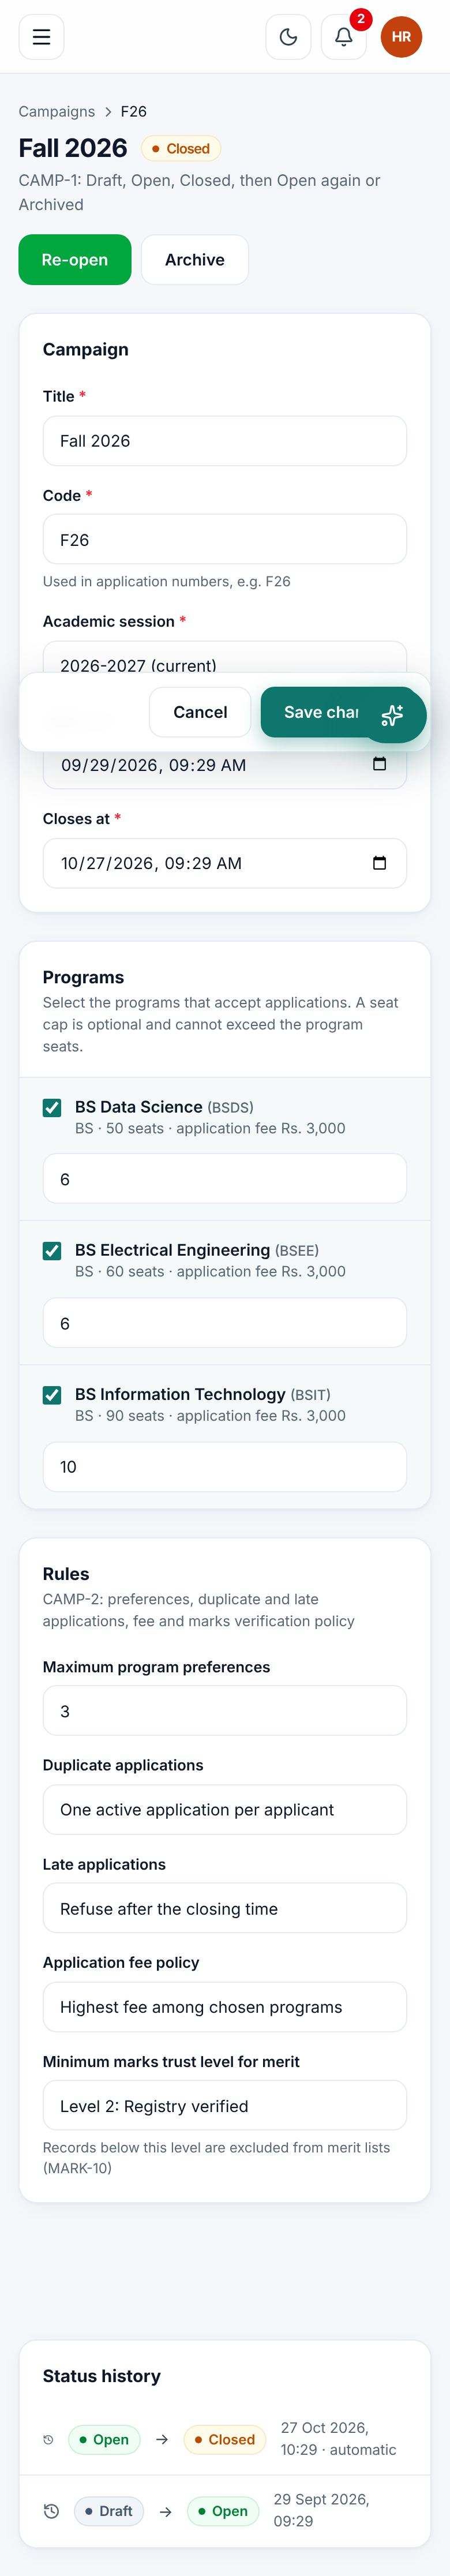 2
HR
Campaigns > F26
Fall 2026 Closed
CAMP-1: Draft, Open, Closed, then Open again or
Archived
Re-open Archive
Campaign
Title *
Fall 2026
Code *
F26
Used in application numbers, e.g. F26
Academic session *
2026-2027 (current)
Cancel Save
09/29/2026, 09:29 AM
Closes at *
10/27/2026, 09:29 AM
Programs
Select the programs that accept applications. A seat
cap is optional and cannot exceed the program
seats.
BS Data Science (BSDS)
BS · 50 seats · application fee Rs. 3,000
6
BS Electrical Engineering (BSEE)
BS · 60 seats · application fee Rs. 3,000
6
BS Information Technology (BSIT)
BS · 90 seats · application fee Rs. 3,000
10
Rules
CAMP-2: preferences, duplicate and late
applications, fee and marks verification policy
Maximum program preferences
3
Duplicate applications
One active application per applicant
Late applications
Refuse after the closing time
Application fee policy
Highest fee among chosen programs
Minimum marks trust level for merit
Level 2: Registry verified
Records below this level are excluded from merit lists
(MARK-10)
Status history
Open → Closed 27 Oct 2026,
10:29 · automatic
Draft → Open 29 Sept 2026,
09:29